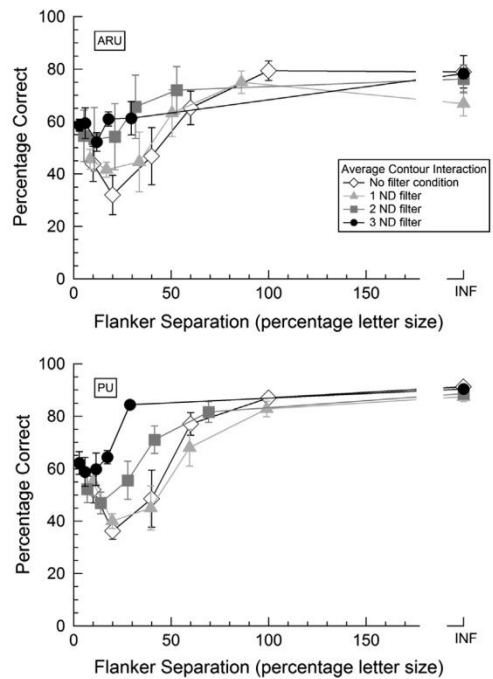 100
80
60
40
20
0
Percentage Correct
ARU
Average Contour Interaction
No filter condition
1 ND filter
2 ND filter
3 ND filter
0 50 100 150 INF
Flanker Separation (percentage letter size)
100
80
60
40
20
0
Percentage Correct
PU
0 50 100 150 INF
Flanker Separation (percentage letter size)